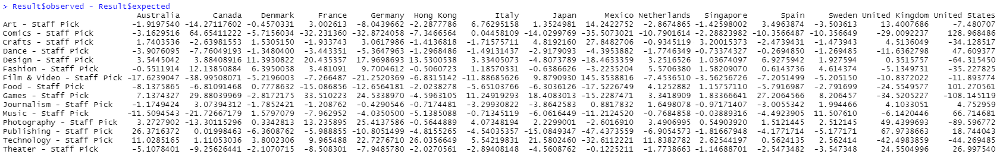 > Result$observed - Result$expected
Australia Canada Denmark France Germany Hong Kong Italy Japan Mexico Netherlands Singapore Spain Sweden United Kingdom United States
Art - Staff Pick -1.9197540 -14.27117602 -0.4570331 3.002613 -8.0439662 -2.2877786 6.76295158 1.3524981 14.2422752 -2.8674865 -1.42598002 3.4963874 -3.503613 13.4007686 -7.480707
Comics - Staff Pick -3.1629516 64.65411222 -5.7156034 -32.231360 -32.8724058 -7.3466564 0.04458109 -14.0299769 -35.5073021 -10.7901614 -2.28823982 -10.3566487 -10.356649 -29.0092237 128.968486
Crafts - Staff Pick 1.7403536 -2.63981553 1.5305150 -1.933743 3.0617986 -1.4136818 -1.71575711 4.8192160 27.8482706 -0.9345119 3.20015373 -2.4739431 -1.473943 4.5136049 -34.128517
Dance - Staff Pick -3.9076095 -7.76049193 -1.3480400 -3.443351 -5.3647963 -1.2968486 -1.49131437 -2.9179093 -4.3953882 -1.7746349 -0.73374327 -0.2694850 -1.269485 -11.6362798 47.609377
Design - Staff Pick 3.5445042 3.88408916 11.3930822 20.435357 17.9698693 13.5300538 3.33405073 -4.8073789 -18.4633359 3.2516526 1.03674097 6.9275942 1.927594 0.3515757 -64.315450
Fashion - Staff Pick -0.5511914 12.13850884 6.3950038 3.481091 9.7004612 -0.5060723 1.18570331 -0.6386626 -3.2235204 5.5706380 1.58209070 0.6143736 4.614374 -5.1349731 -35.227825
Film & Video - Staff Pick -17.6239047 -38.99508071 -5.2196003 -7.266487 -21.2520369 -6.8315142 -11.88685626 9.8790930 145.3538816 -7.4536510 -3.56256726 -7.2051499 -5.205150 -10.8372022 -11.893774
Food - Staff Pick -8.1375865 -6.81091468 0.7778632 -15.086856 -12.6564181 -2.0238278 -5.65103766 -6.3036126 -17.5226749 4.1252882 1.15757110 -5.7916987 -2.791699 -24.5549577 101.270561
Games - Staff Pick 7.1374327 29.88039969 -2.8172175 33.510223 24.5338970 -4.5963105 11.24919293 18.4083013 -15.2287471 3.3418909 1.83366641 27.2064566 8.206457 -34.5205227 -108.145119
Journalism - Staff Pick -1.1749424 3.07394312 -1.7852421 -1.208762 -0.4290546 -0.7174481 -3.29930822 -3.8642583 0.8817832 1.6498078 -0.97171407 -3.0055342 1.994466 4.1033051 4.752959
Music - Staff Pick -11.5094543 -21.72667179 1.5797079 -7.962952 -4.0350500 -5.1385088 -0.71345119 -6.0616449 -11.2124520 -0.7684858 -0.03889316 -4.4923905 11.507610 -6.1420446 66.714681
Photography - Staff Pick 3.2727902 -13.30115296 0.3342813 13.235895 25.4137586 -0.5644889 4.07348194 2.2299001 -2.6016910 3.4906995 0.54903920 1.5121445 2.512145 49.4399693 -89.596772
Publishing - Staff Pick 26.3716372 0.01998463 -6.3608762 -5.988855 -10.8051499 -4.8155265 -4.54035357 -15.0849347 -47.4373559 -6.9054573 -1.81667948 -4.1771714 -5.177171 67.9738663 18.744043
Technology - Staff Pick 11.0285165 1.11053036 3.8002306 9.965488 22.7276710 26.0356649 5.54219831 21.5802460 -32.6112221 11.8382782 2.62544197 0.5624135 2.562414 -42.4983859 -44.269485
Theater - Staff Pick -5.1078401 -9.25626441 -2.1070715 -8.508301 -7.9485780 -2.0270561 -2.89408148 -4.5608762 -0.1225211 -1.7738663 -1.14688701 -2.5473482 -3.547348 24.5504996 26.997540